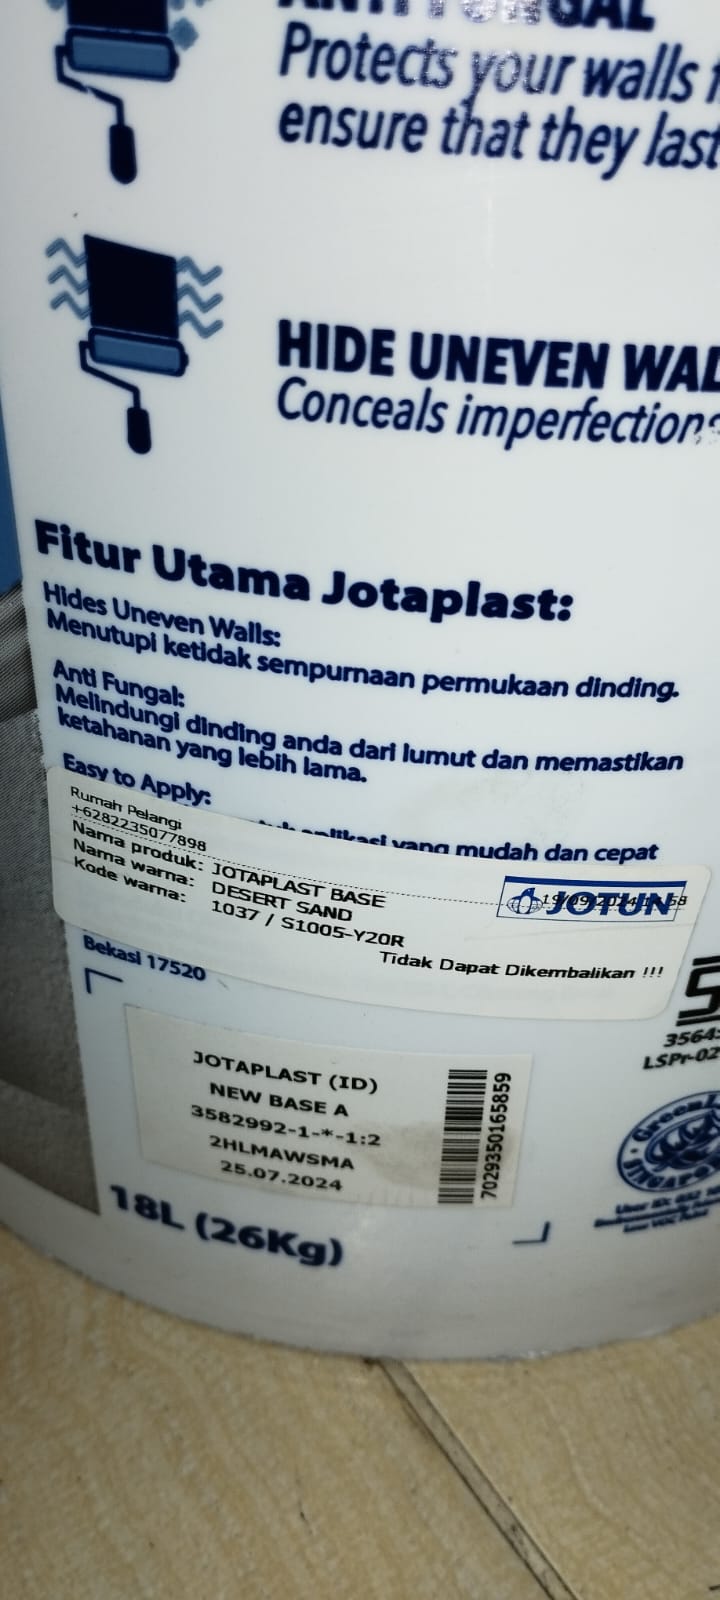 Protects your walls
ensure that they last
HIDE UNEVEN
Conceals
Fitur Utama Jotaplast:
Hides Uneven Walls:
Menutupi ketidak sempurnaan permukaan dinding.
Anti Fungal:
Melindungi dinding anda dari lumut dan memastikan
ketahanan yang lebih lama.
Easy to Apply:
yang mudah dan cepat
Rumah Pelangi
+6282235077898
Nama produk: JOTAPLAST BASE
Nama warna: DESERT SAND
Kode warna: 1037 / S1005-Y20R
JOTUN
Tidak Dapat Dikembalikan !!!
Bekasi 17520
JOTAPLAST (ID)
NEW BASE A
3582992-1-*-1:2
2HLMAWSMA
25.07.2024
7029350165859
18L (26Kg)